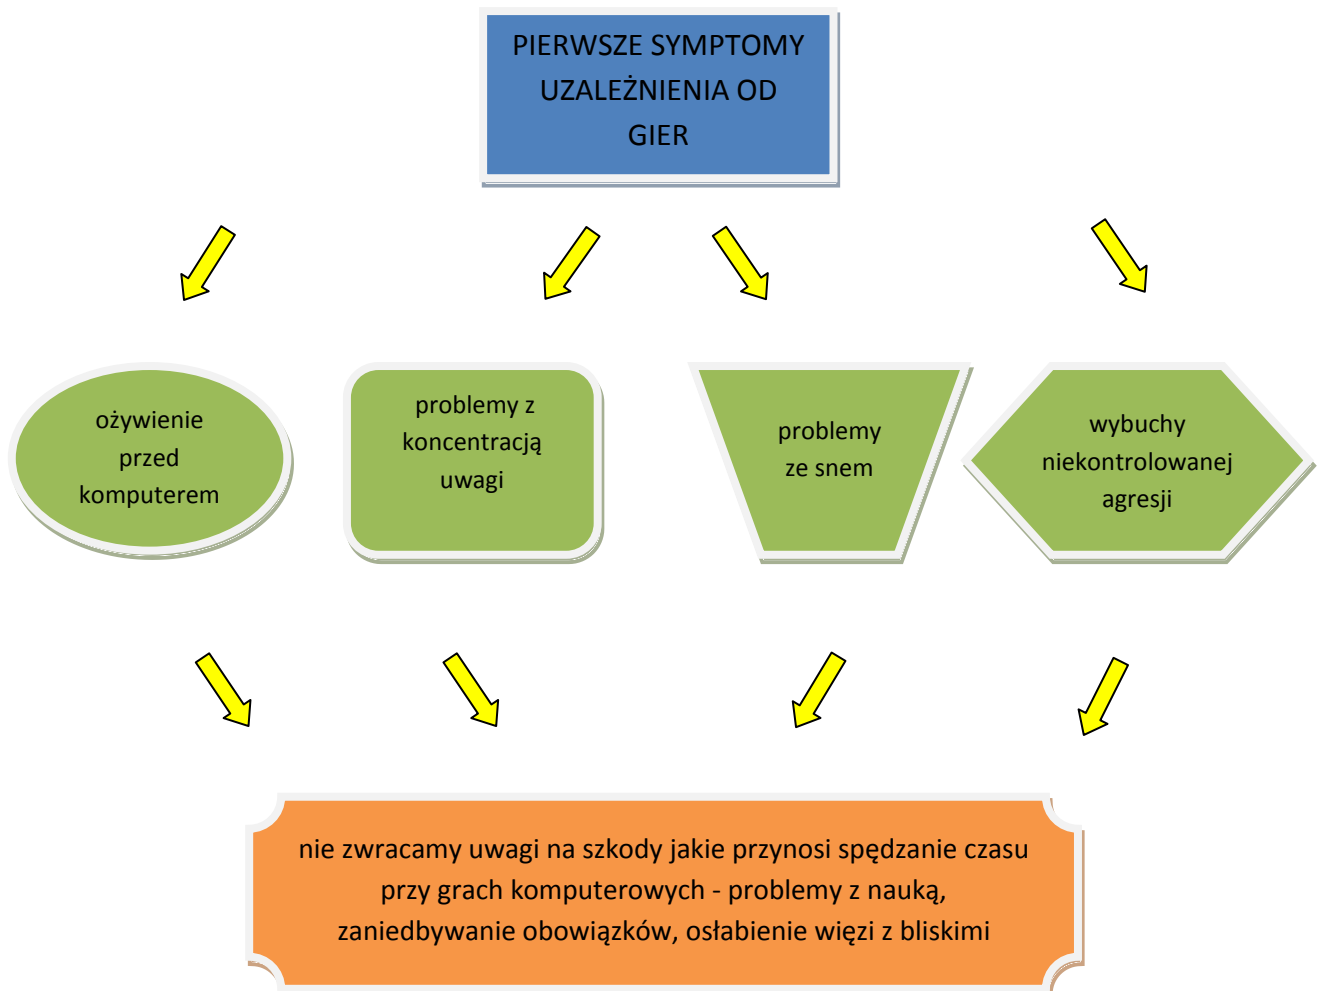 PIERWSZE SYMPTOMY
UZALEŻNIENIA OD
GIER
ożywienie
przed
komputerem
problemy z
koncentracją
uwagi
problemy
ze snem
wybuchy
niekontrolowanej
agresji
nie zwracamy uwagi na szkody jakie przynosi spędzanie czasu
przy grach komputerowych - problemy z nauką,
zaniedbywanie obowiązków, osłabienie więzi z bliskimi